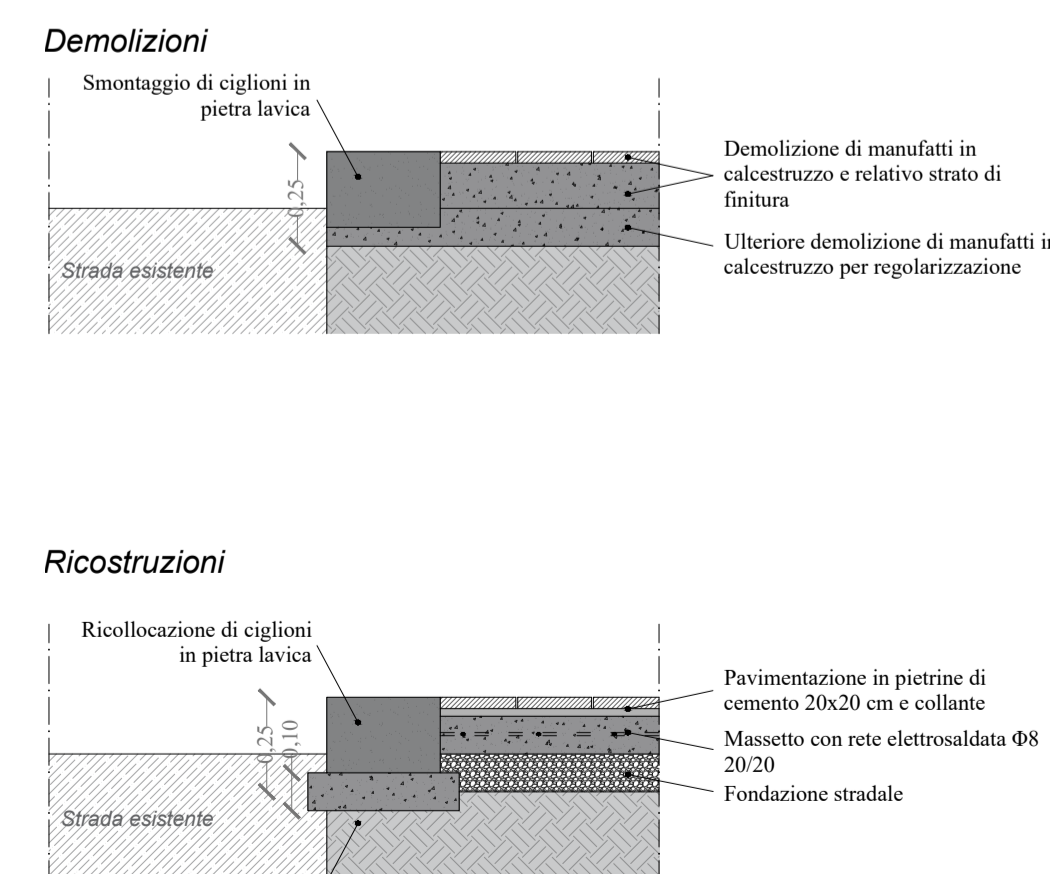 Demolizioni
Smontaggio di ciglioni in
pietra lavica
0,25
Demolizione di manufatti in
calcestruzzo e relativo strato di
finitura
Ulteriore demolizione di manufatti in
calcestruzzo per regolarizzazione
Strada esistente
Ricostruzioni
Ricollocazione di ciglioni
in pietra lavica
0,25
0,10
Pavimentazione in pietrine di
cemento 20x20 cm e collante
Massetto con rete elettrosaldata Φ8
20/20
Fondazione stradale
Strada esistente